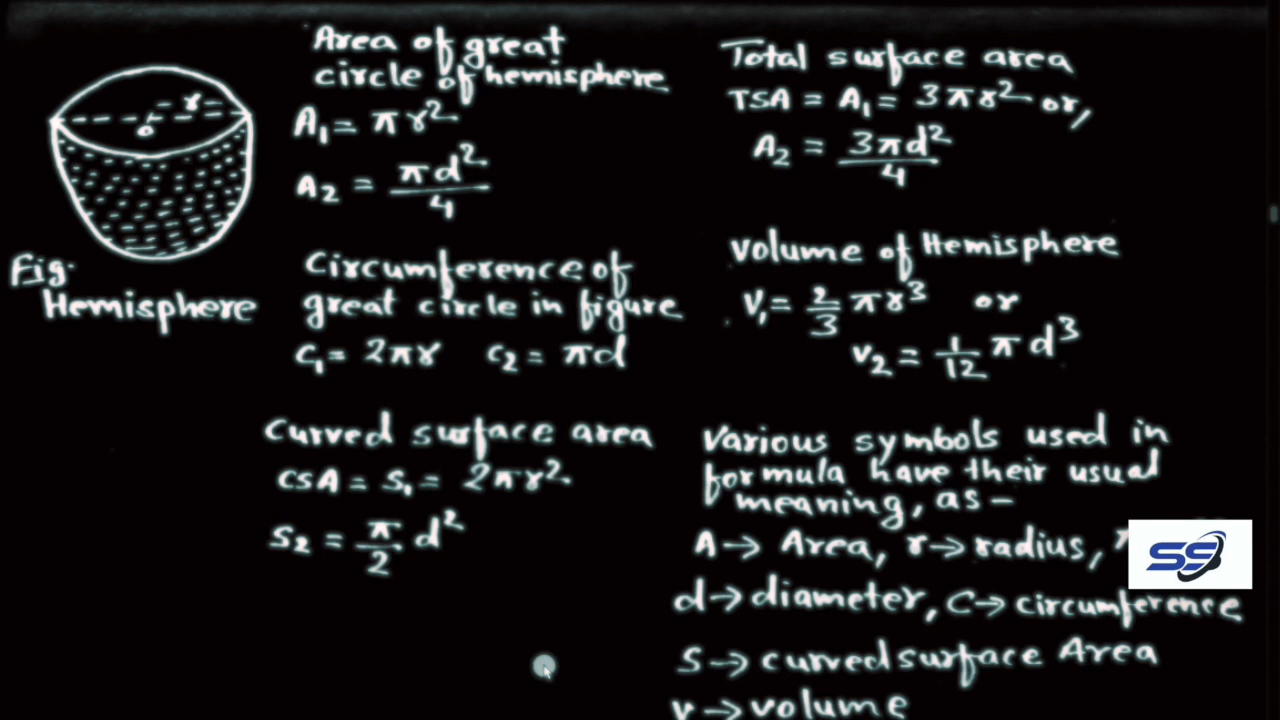 Area of great
circle of hemisphere
A₁ = πr²
A₂ = πd²/4
r
o
Fig.
Hemisphere
Circumference of
great circle in figure
C₁ = 2πr C₂ = πd
Curved surface area
CSA = S₁ = 2πr²
S₂ = π/2 d²
Total surface area
TSA = A₁ = 3πr² or,
A₂ = 3πd²/4
Volume of Hemisphere
V₁ = 2/3 πr³ or
V₂ = 1/12 πd³
Various symbols used in
formula have their usual
meaning, as –
A → Area, r → radius,
d → diameter, C → circumference
S → curved surface Area
V → volume
SS